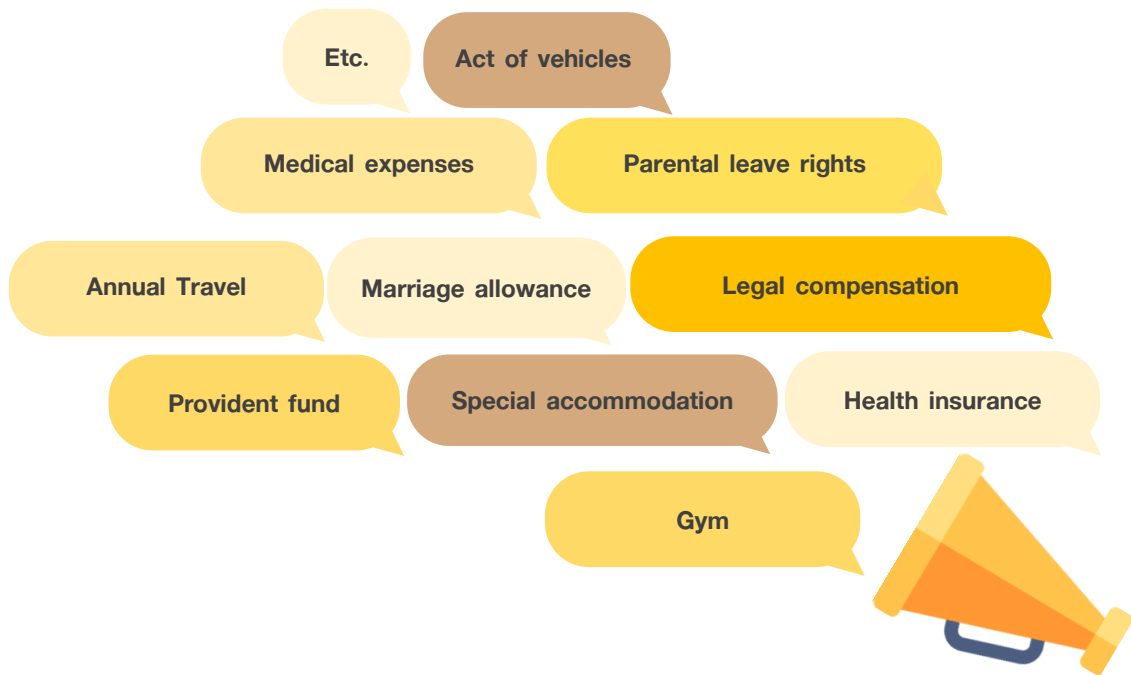 Etc.
Act of vehicles
Medical expenses
Parental leave rights
Annual Travel
Marriage allowance
Legal compensation
Provident fund
Special accommodation
Health insurance
Gym